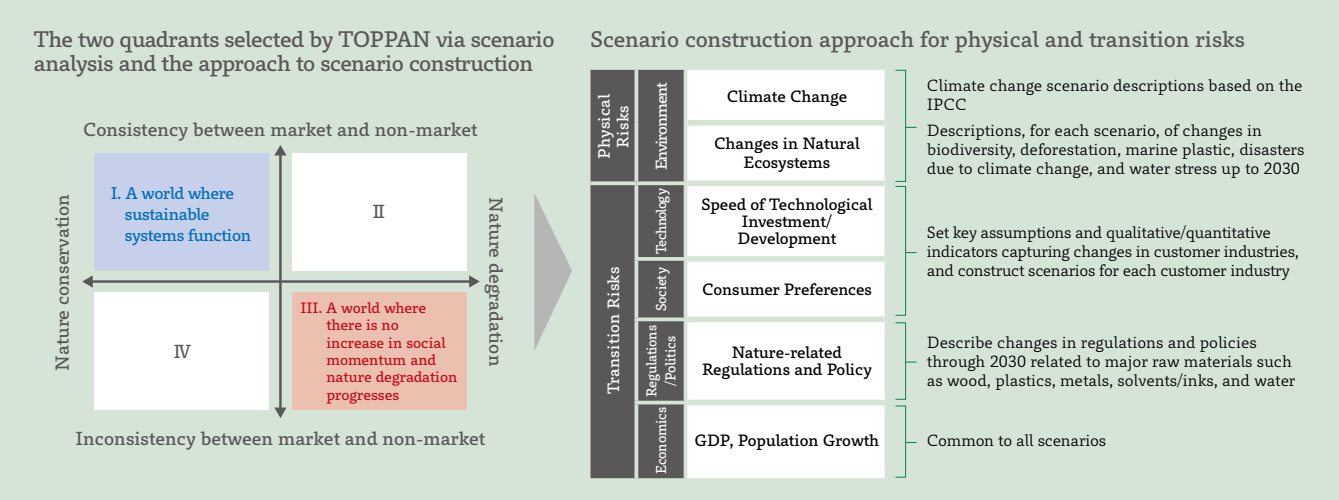 The two quadrants selected by TOPPAN via scenario
analysis and the approach to scenario construction
Consistency between market and non-market
Nature conservation
I. A world where
sustainable
systems function
II
Nature degradation
IV
III. A world where
there is no
increase in social
momentum and
nature degradation
progresses
Inconsistency between market and non-market
Scenario construction approach for physical and transition risks
Physical
Risks
Environment
Climate Change
Changes in Natural
Ecosystems
Climate change scenario descriptions based on the
IPCC
Descriptions, for each scenario, of changes in
biodiversity, deforestation, marine plastic, disasters
due to climate change, and water stress up to 2030
Transition Risks
Technology
Speed of Technological
Investment/
Development
Society
Consumer Preferences
Set key assumptions and qualitative/quantitative
indicators capturing changes in customer industries,
and construct scenarios for each customer industry
Regulations
/Politics
Nature-related
Regulations and Policy
Describe changes in regulations and policies
through 2030 related to major raw materials such
as wood, plastics, metals, solvents/inks, and water
Economics
GDP, Population Growth
Common to all scenarios